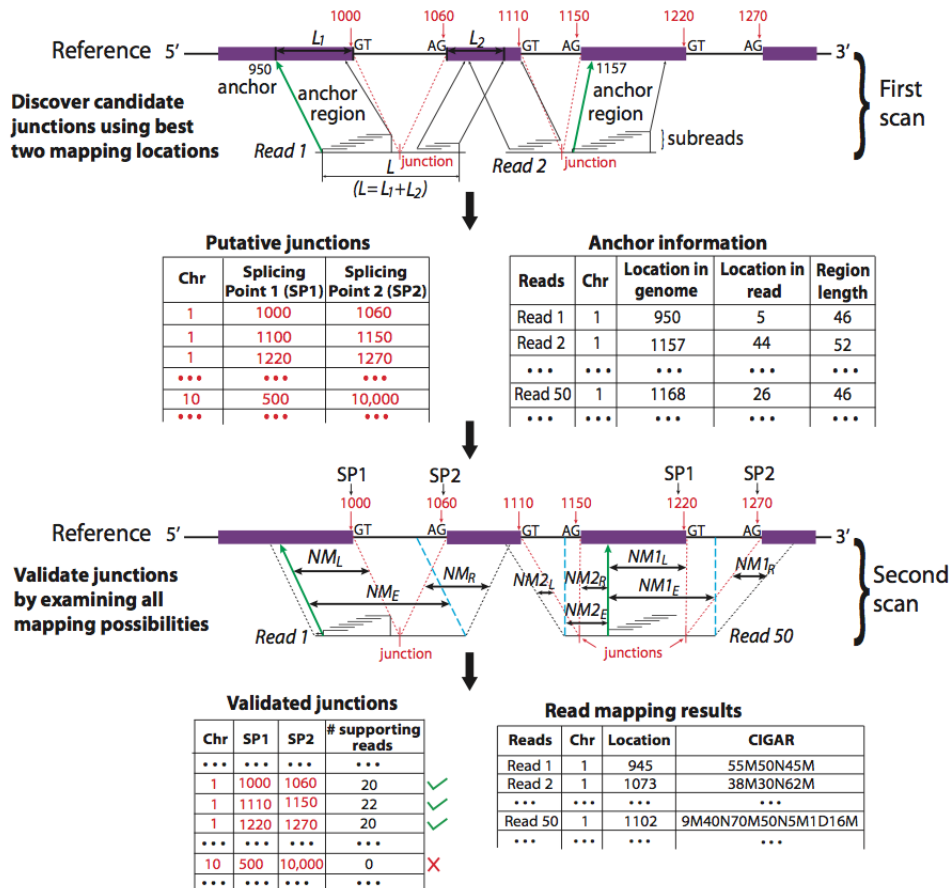 1000 1060 1110 1150 1220 1270
Reference 5’ L1 GT AG L2 GT AG GT AG 3’
950 1157
anchor anchor region anchor region
Discover candidate
junctions using best
two mapping locations
First
scan
subreads
Read 1 junction Read 2 junction
L
(L=L1+L2)
Putative junctions
Chr Splicing Point 1 (SP1) Splicing Point 2 (SP2)
1 1000 1060
1 1100 1150
1 1220 1270
••• ••• •••
10 500 10,000
••• ••• •••
Anchor information
Reads Chr Location in genome Location in read Region length
Read 1 1 950 5 46
Read 2 1 1157 44 52
••• ••• ••• •••
Read 50 1 1168 26 46
••• ••• ••• •••
SP1 SP2 SP1 SP2
1000 1060 1110 1150 1220 1270
Reference 5’ GT AG GT AG GT AG 3’
Validate junctions
by examining all
mapping possibilities
NML NMR NM2L NM2R NM1L NM1R
NME NM2E NM1E
Second
scan
Read 1 junction junctions Read 50
Validated junctions
Chr SP1 SP2 # supporting reads
••• ••• ••• •••
1 1000 1060 20 ✓
1 1110 1150 22 ✓
1 1220 1270 20 ✓
••• ••• ••• •••
10 500 10,000 0 X
••• ••• ••• •••
Read mapping results
Reads Chr Location CIGAR
Read 1 1 945 55M50N45M
Read 2 1 1073 38M30N62M
••• ••• ••• •••
Read 50 1 1102 9M40N70M50N5M1D16M
••• ••• ••• •••